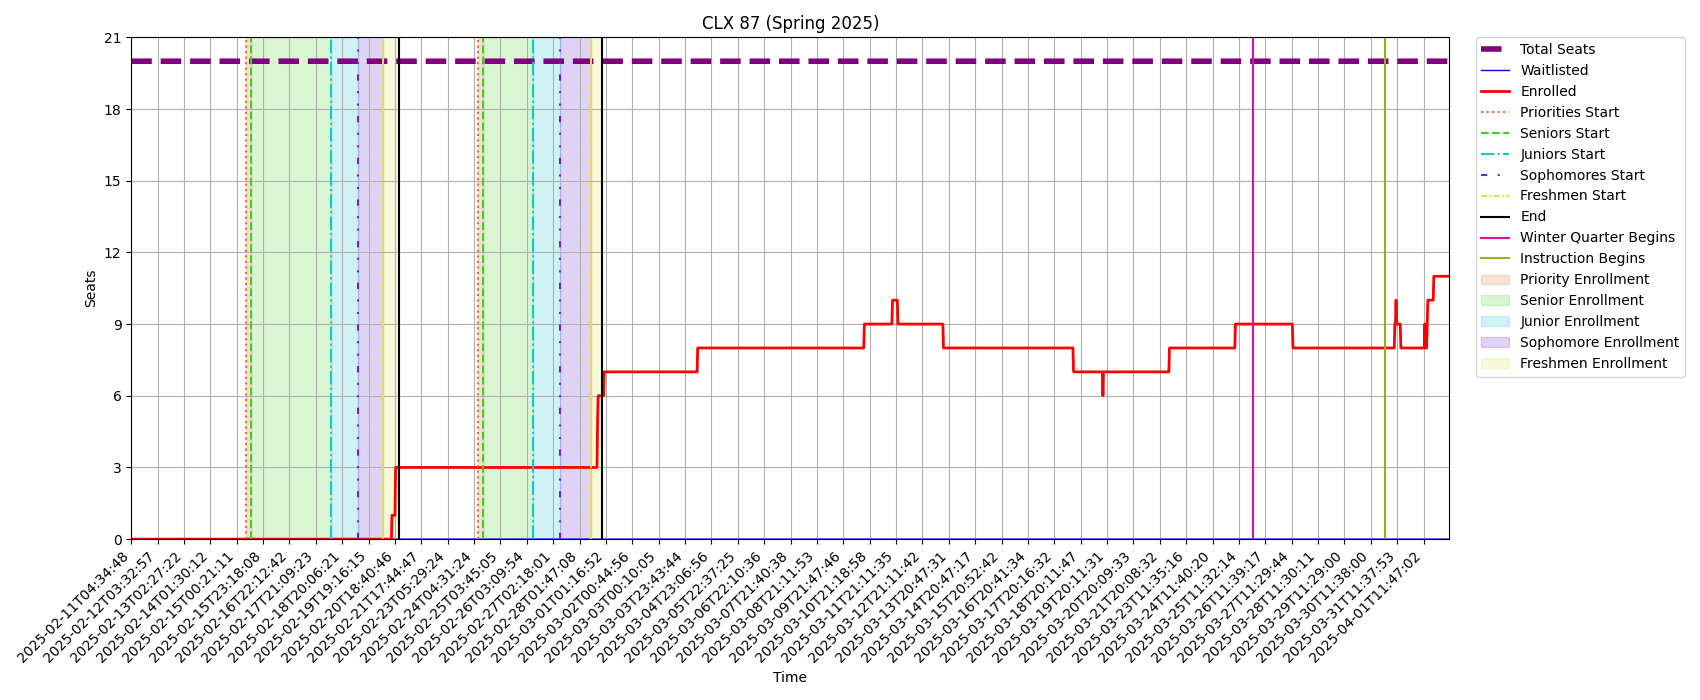 CLX 87 (Spring 2025)
21
18
15
12
9
6
3
0
Seats
2025-02-11T04:34:48
2025-02-12T03:32:57
2025-02-13T02:27:22
2025-02-14T01:30:12
2025-02-15T00:21:11
2025-02-15T23:18:08
2025-02-16T22:12:42
2025-02-17T21:09:23
2025-02-18T20:06:21
2025-02-19T19:16:15
2025-02-20T18:40:46
2025-02-21T17:44:47
2025-02-23T05:29:24
2025-02-24T04:31:24
2025-02-25T03:45:05
2025-02-26T03:09:54
2025-02-27T02:18:01
2025-02-28T01:47:08
2025-03-01T01:16:52
2025-03-02T00:44:56
2025-03-03T00:10:05
2025-03-03T23:43:44
2025-03-04T23:06:56
2025-03-05T22:37:25
2025-03-06T22:10:36
2025-03-07T21:40:38
2025-03-08T21:11:53
2025-03-09T21:47:46
2025-03-10T21:18:58
2025-03-11T21:11:35
2025-03-12T21:11:42
2025-03-13T20:47:31
2025-03-14T20:47:17
2025-03-15T20:52:42
2025-03-16T20:41:34
2025-03-17T20:16:32
2025-03-18T20:11:47
2025-03-19T20:11:31
2025-03-20T20:09:33
2025-03-21T20:08:32
2025-03-23T11:35:16
2025-03-24T11:40:20
2025-03-25T11:32:14
2025-03-26T11:39:17
2025-03-27T11:29:44
2025-03-28T11:30:11
2025-03-29T11:29:00
2025-03-30T11:38:00
2025-03-31T11:37:53
2025-04-01T11:47:02
Time
Total Seats
Waitlisted
Enrolled
Priorities Start
Seniors Start
Juniors Start
Sophomores Start
Freshmen Start
End
Winter Quarter Begins
Instruction Begins
Priority Enrollment
Senior Enrollment
Junior Enrollment
Sophomore Enrollment
Freshmen Enrollment